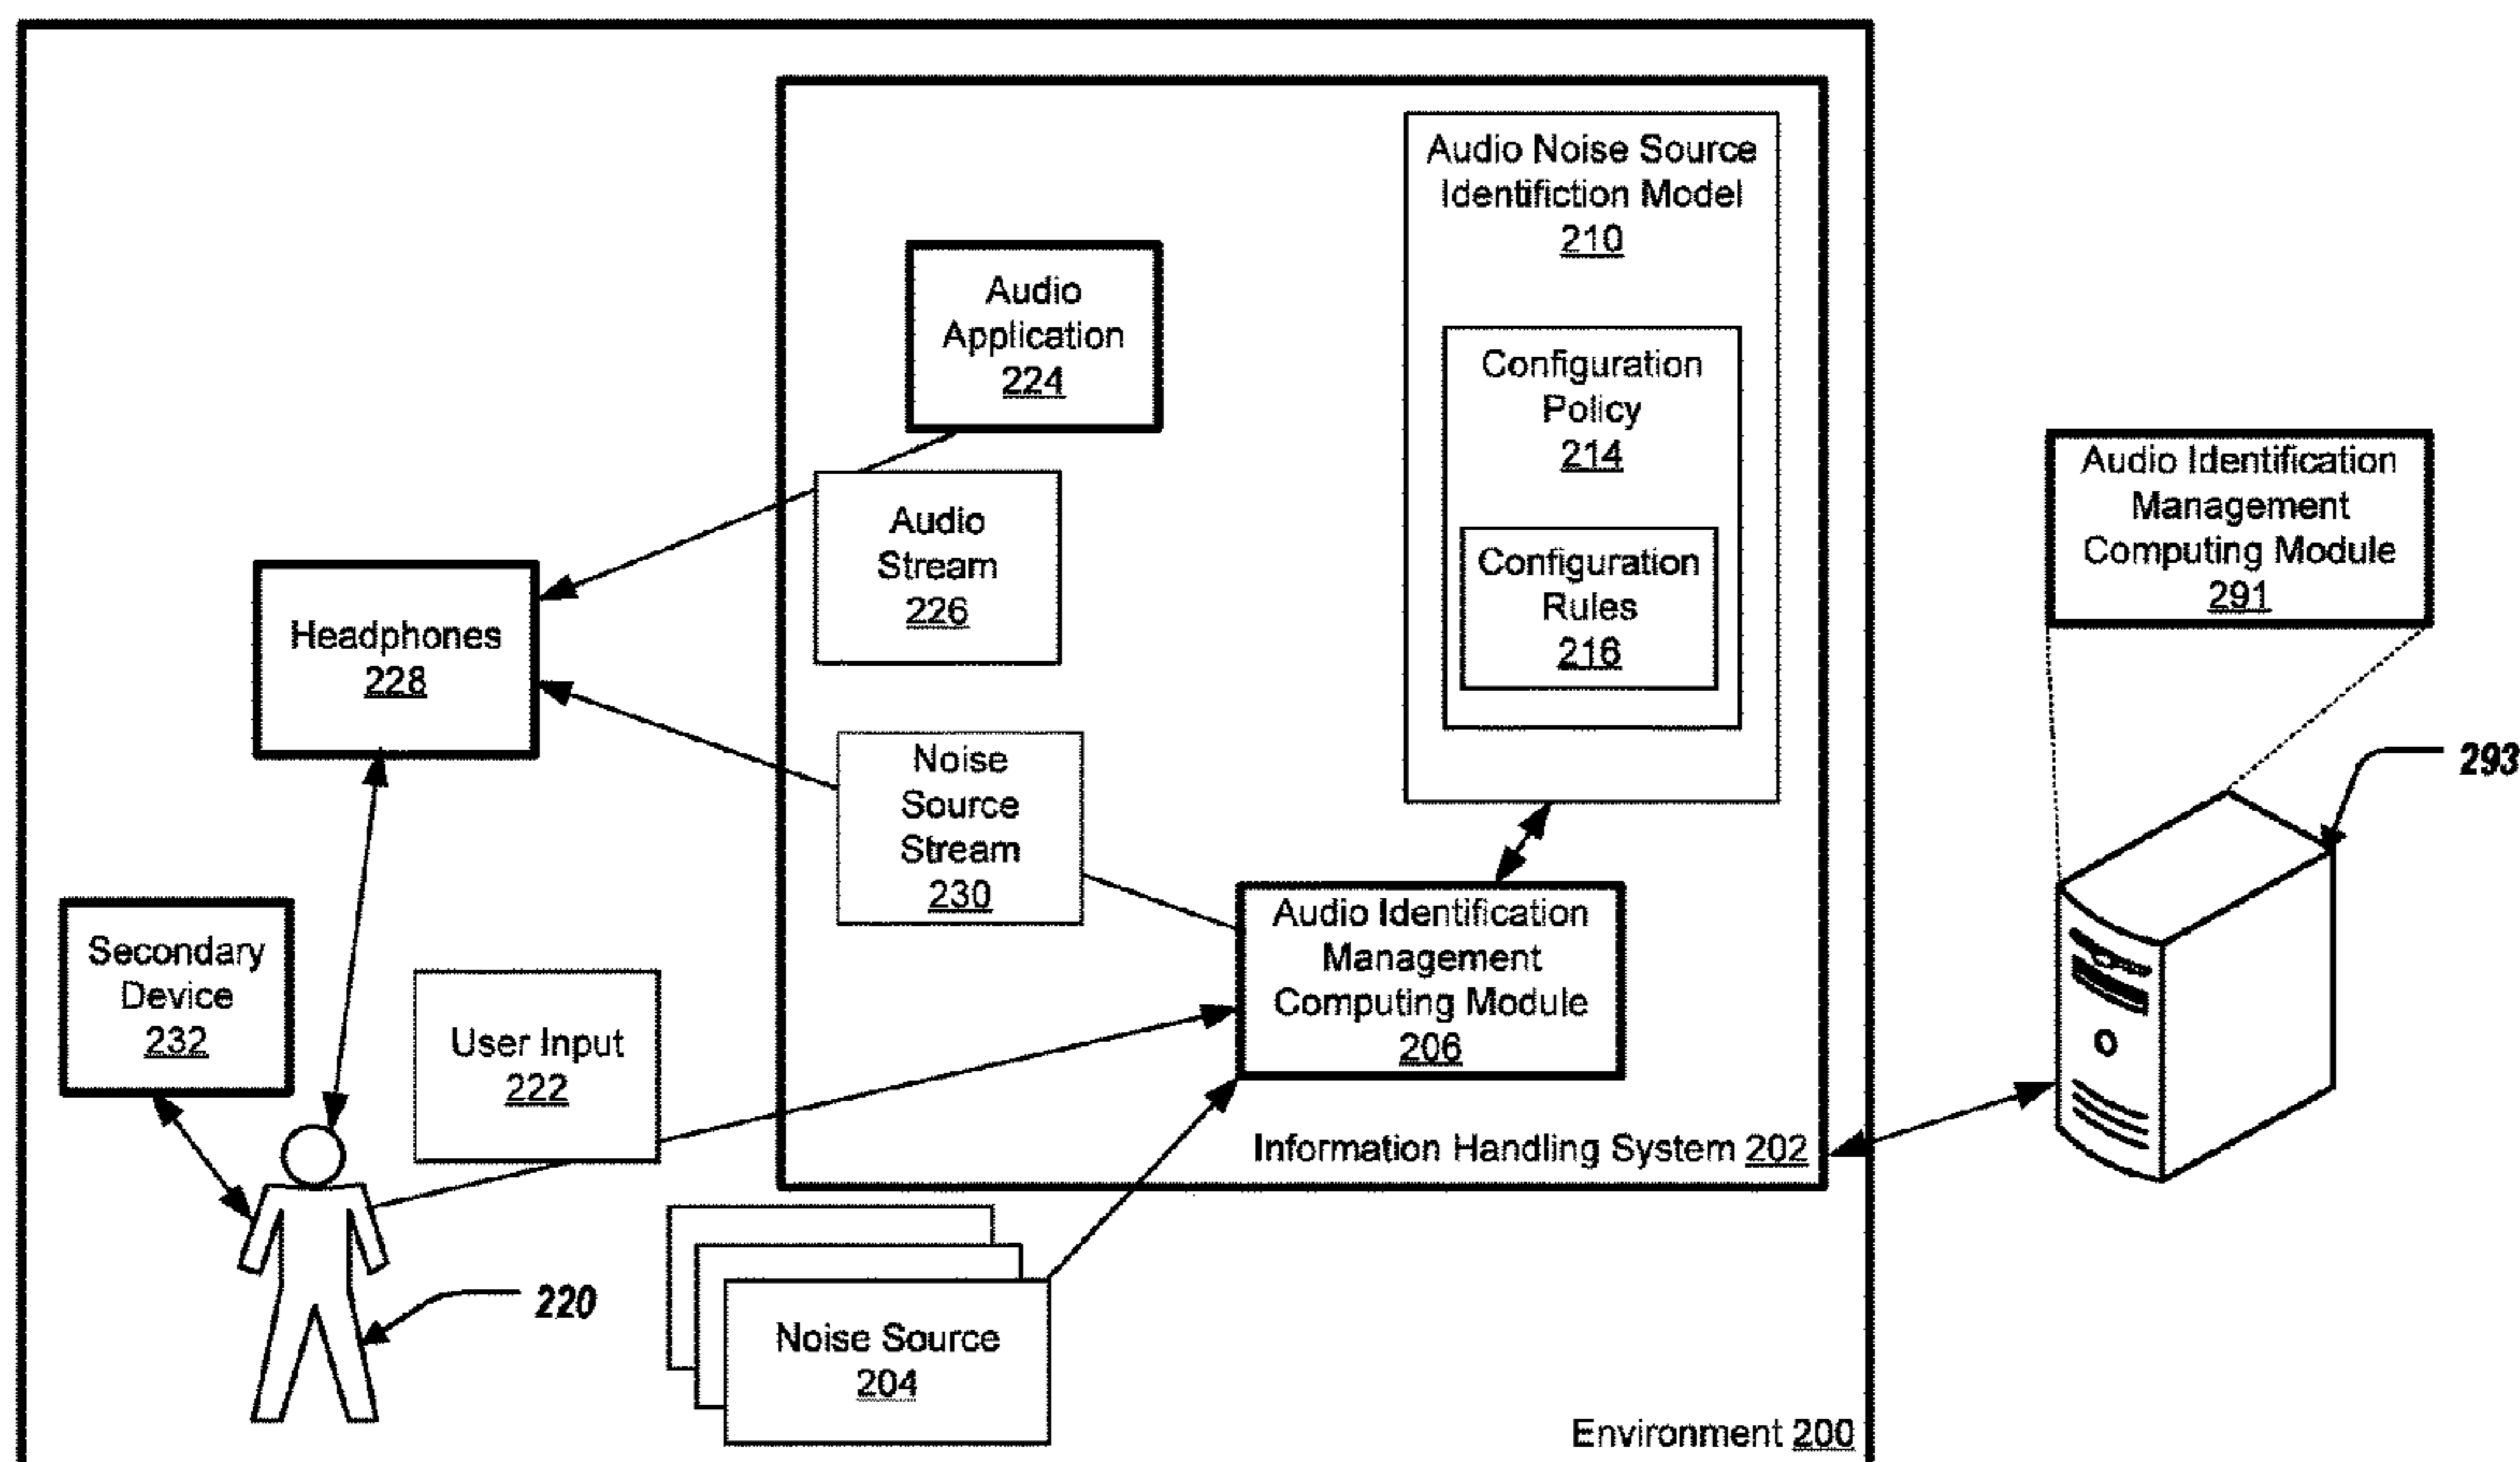 Audio Noise Source
Identifiction Model
210
Audio
Application
224
Configuration
Policy
214
Audio Identification
Management
Computing Module
291
Audio
Stream
226
Configuration
Rules
216
Headphones
228
Noise
Source
Stream
230
293
Audio Identification
Management
Computing Module
206
Secondary
Device
232
User Input
222
Information Handling System 202
220
Noise Source
204
Environment 200